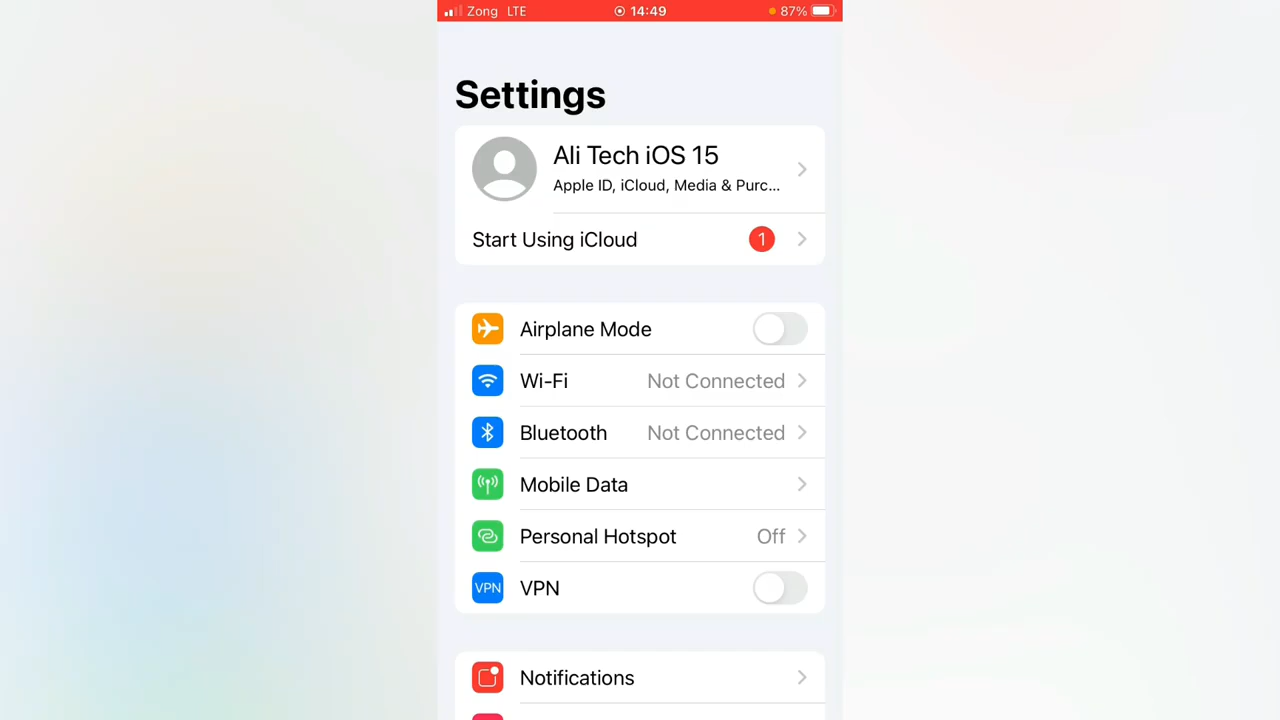 Zong LTE 14:49 87%
Settings
Ali Tech iOS 15
Apple ID, iCloud, Media & Purc...
Start Using iCloud 1
Airplane Mode
Wi-Fi Not Connected
Bluetooth Not Connected
Mobile Data
Personal Hotspot Off
VPN VPN
Notifications